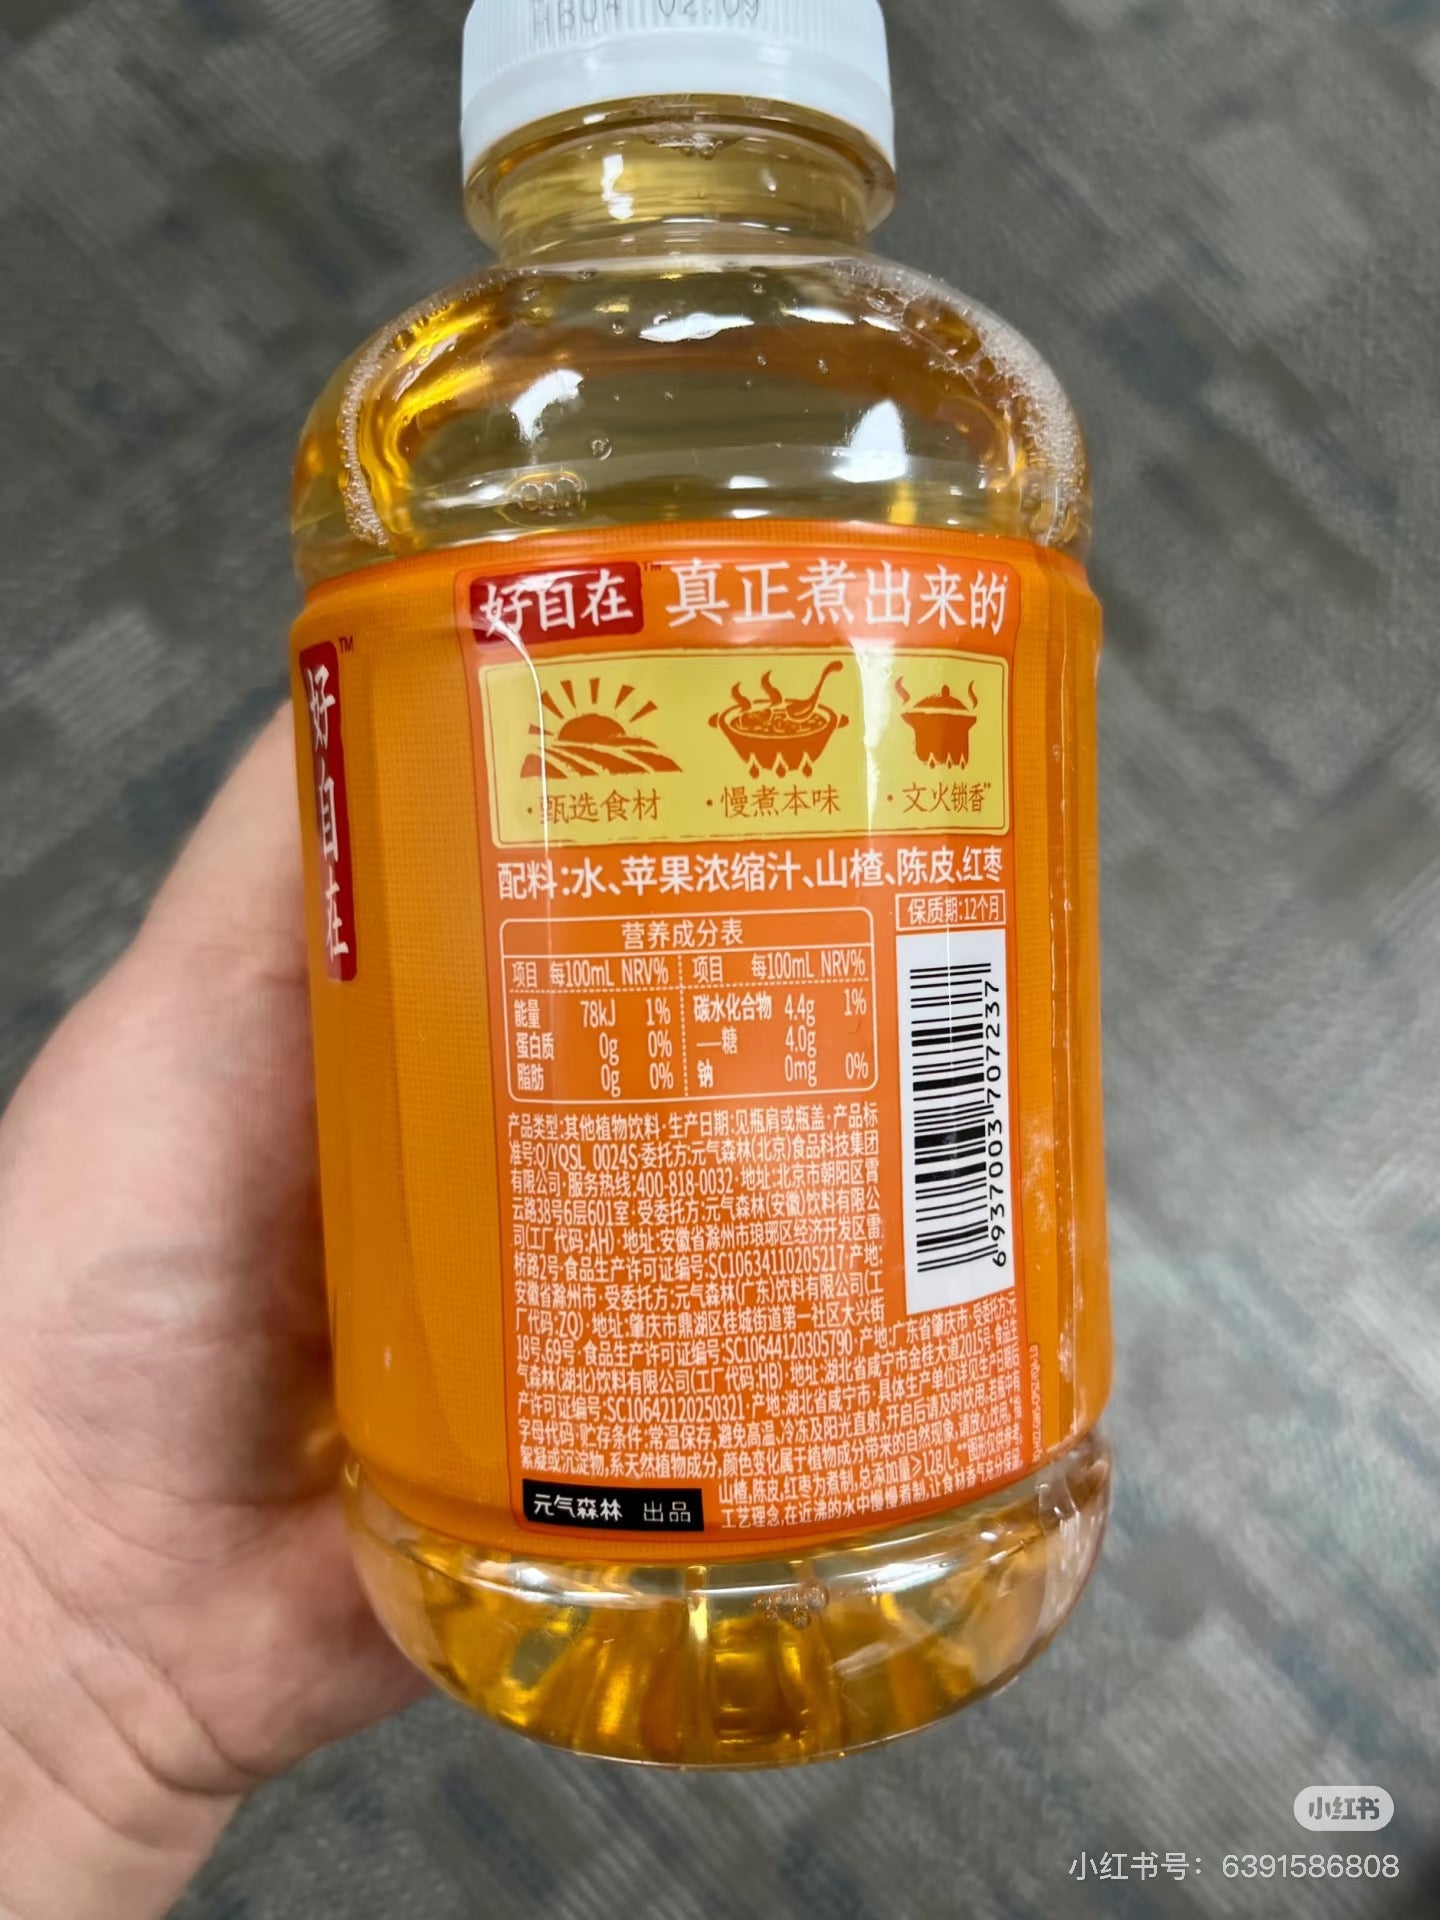 HB04 02:09
好自在™ 真正煮出来的
好自在™
·甄选食材 ·慢煮本味 ·文火锁香"
配料:水、苹果浓缩汁、山楂、陈皮、红枣
保质期:12个月
营养成分表
项目 每100mL NRV% 项目 每100mL NRV%
能量 78kJ 1% 碳水化合物 4.4g 1%
蛋白质 0g 0% —糖 4.0g
脂肪 0g 0% 钠 0mg 0%
6937003707237
产品类型:其他植物饮料·生产日期:见瓶肩或瓶盖·产品标
准号:Q/YQSL 0024S·委托方:元气森林(北京)食品科技集团
有限公司·服务热线:400-818-0032·地址:北京市朝阳区霄
云路38号6层601室·受委托方:元气森林(安徽)饮料有限公
司(工厂代码:AH)·地址:安徽省滁州市琅琊区经济开发区雷
桥路2号·食品生产许可证编号:SC10634110205217·产地:
安徽省滁州市·受委托方:元气森林(广东)饮料有限公司(工
厂代码:ZQ)·地址:肇庆市鼎湖区桂城街道第一社区大兴街
18号,69号·食品生产许可证编号:SC10644120305790·产地:广东省肇庆市·受委托方:元
气森林(湖北)饮料有限公司(工厂代码:HB)·地址:湖北省咸宁市金桂大道2015号·食品生
产许可证编号:SC10642120250321·产地:湖北省咸宁市·具体生产单位详见生产日期后
字母代码·贮存条件:常温保存,避免高温、冷冻及阳光直射,开启后请及时饮用,若瓶中有
絮凝或沉淀物,系天然植物成分,颜色变化属于植物成分带来的自然现象,请放心饮用。
山楂,陈皮,红枣为煮制,总添加量≥12g/L。"图形仅供参考,
工艺理念,在近沸的水中慢慢煮制,让食材香气充分保留。
元气森林 出品
小红书
小红书号：6391586808